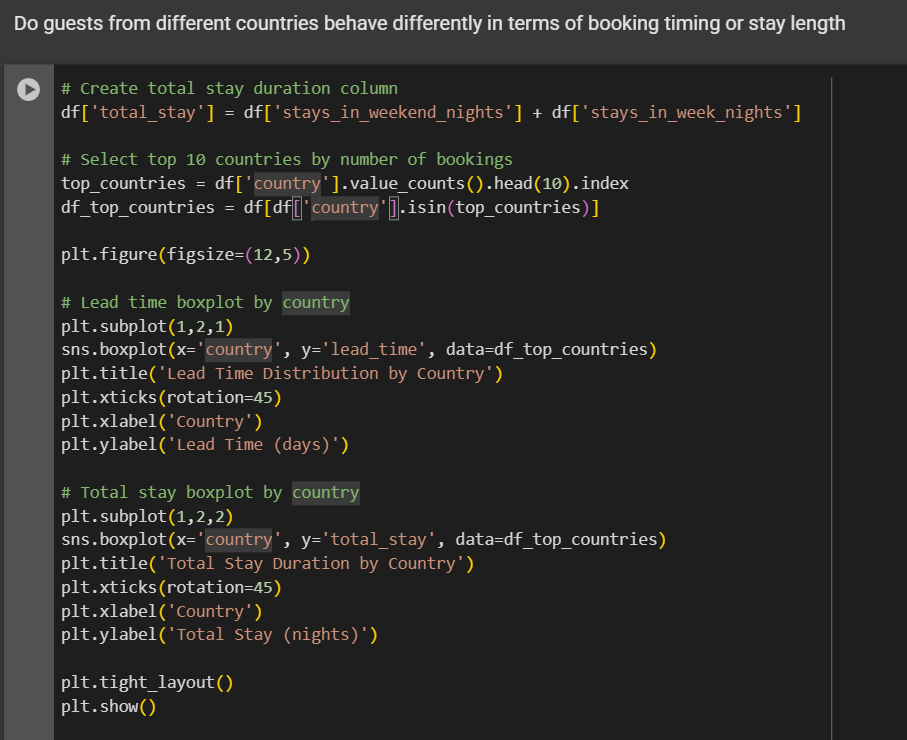 Do guests from different countries behave differently in terms of booking timing or stay length
# Create total stay duration column
df['total_stay'] = df['stays_in_weekend_nights'] + df['stays_in_week_nights']
# Select top 10 countries by number of bookings
top_countries = df['country'].value_counts().head(10).index
df_top_countries = df[df['country'].isin(top_countries)]
plt.figure(figsize=(12,5))
# Lead time boxplot by country
plt.subplot(1,2,1)
sns.boxplot(x='country', y='lead_time', data=df_top_countries)
plt.title('Lead Time Distribution by Country')
plt.xticks(rotation=45)
plt.xlabel('Country')
plt.ylabel('Lead Time (days)')
# Total stay boxplot by country
plt.subplot(1,2,2)
sns.boxplot(x='country', y='total_stay', data=df_top_countries)
plt.title('Total Stay Duration by Country')
plt.xticks(rotation=45)
plt.xlabel('Country')
plt.ylabel('Total Stay (nights)')
plt.tight_layout()
plt.show()